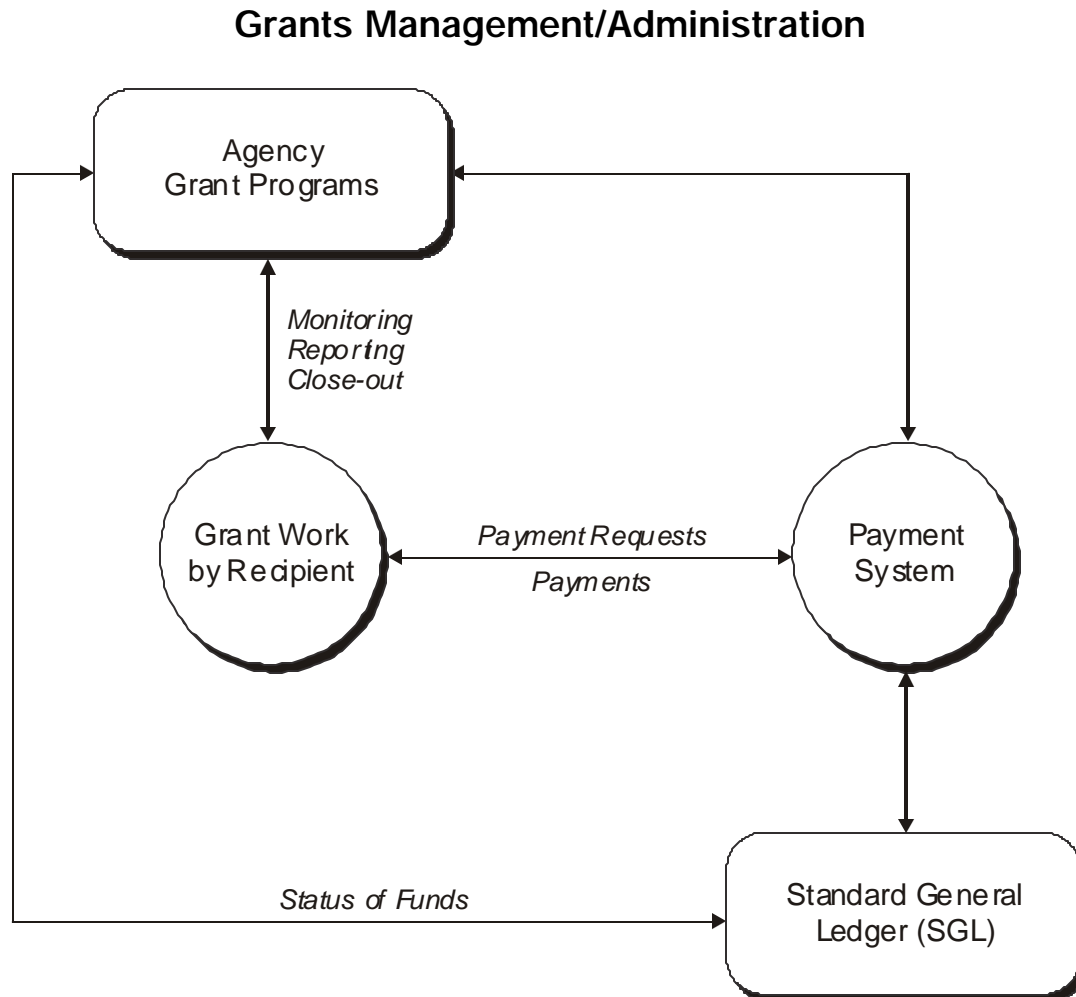 Grants Management/Administration
Agency
Grant Programs
Monitoring
Reporting
Close-out
Grant Work
by Recipient
Payment Requests
Payments
Payment
System
Status of Funds
Standard General
Ledger (SGL)